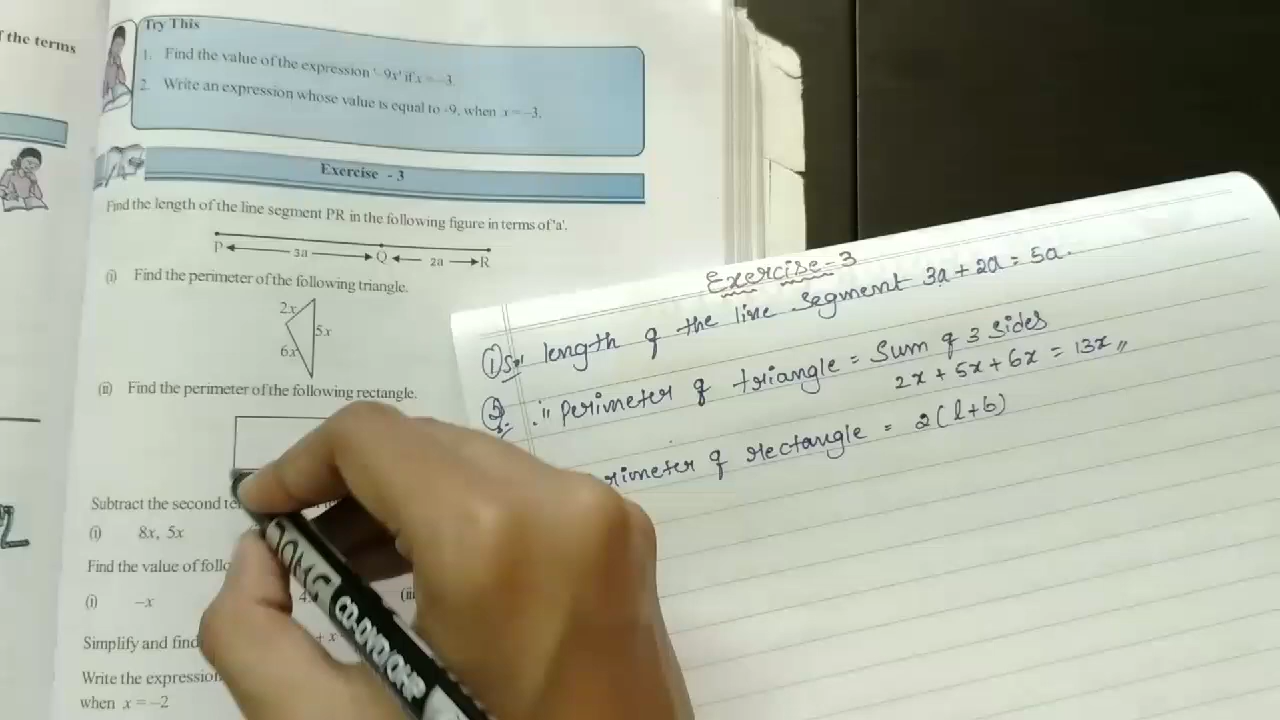 f the terms
Try This
1. Find the value of the expression '-9x' if x = -3.
2. Write an expression whose value is equal to -9, when x = -3.
Exercise - 3
Find the length of the line segment PR in the following figure in terms of 'a'.
P 3a Q 2a R
(i) Find the perimeter of the following triangle.
2x
5x
6x
(ii) Find the perimeter of the following rectangle.
Subtract the second
(i) 8x, 5x
Find the value of
(i) -x
Simplify and find
+ x
Write the expression
when x = -2
Exercise-3
① Sol: length of the line segment 3a + 2a = 5a.
② i) perimeter of triangle = Sum of 3 sides
2x + 5x + 6x = 13x //
rimeter of rectangle = 2(l+b)
CD-DVD/OHP